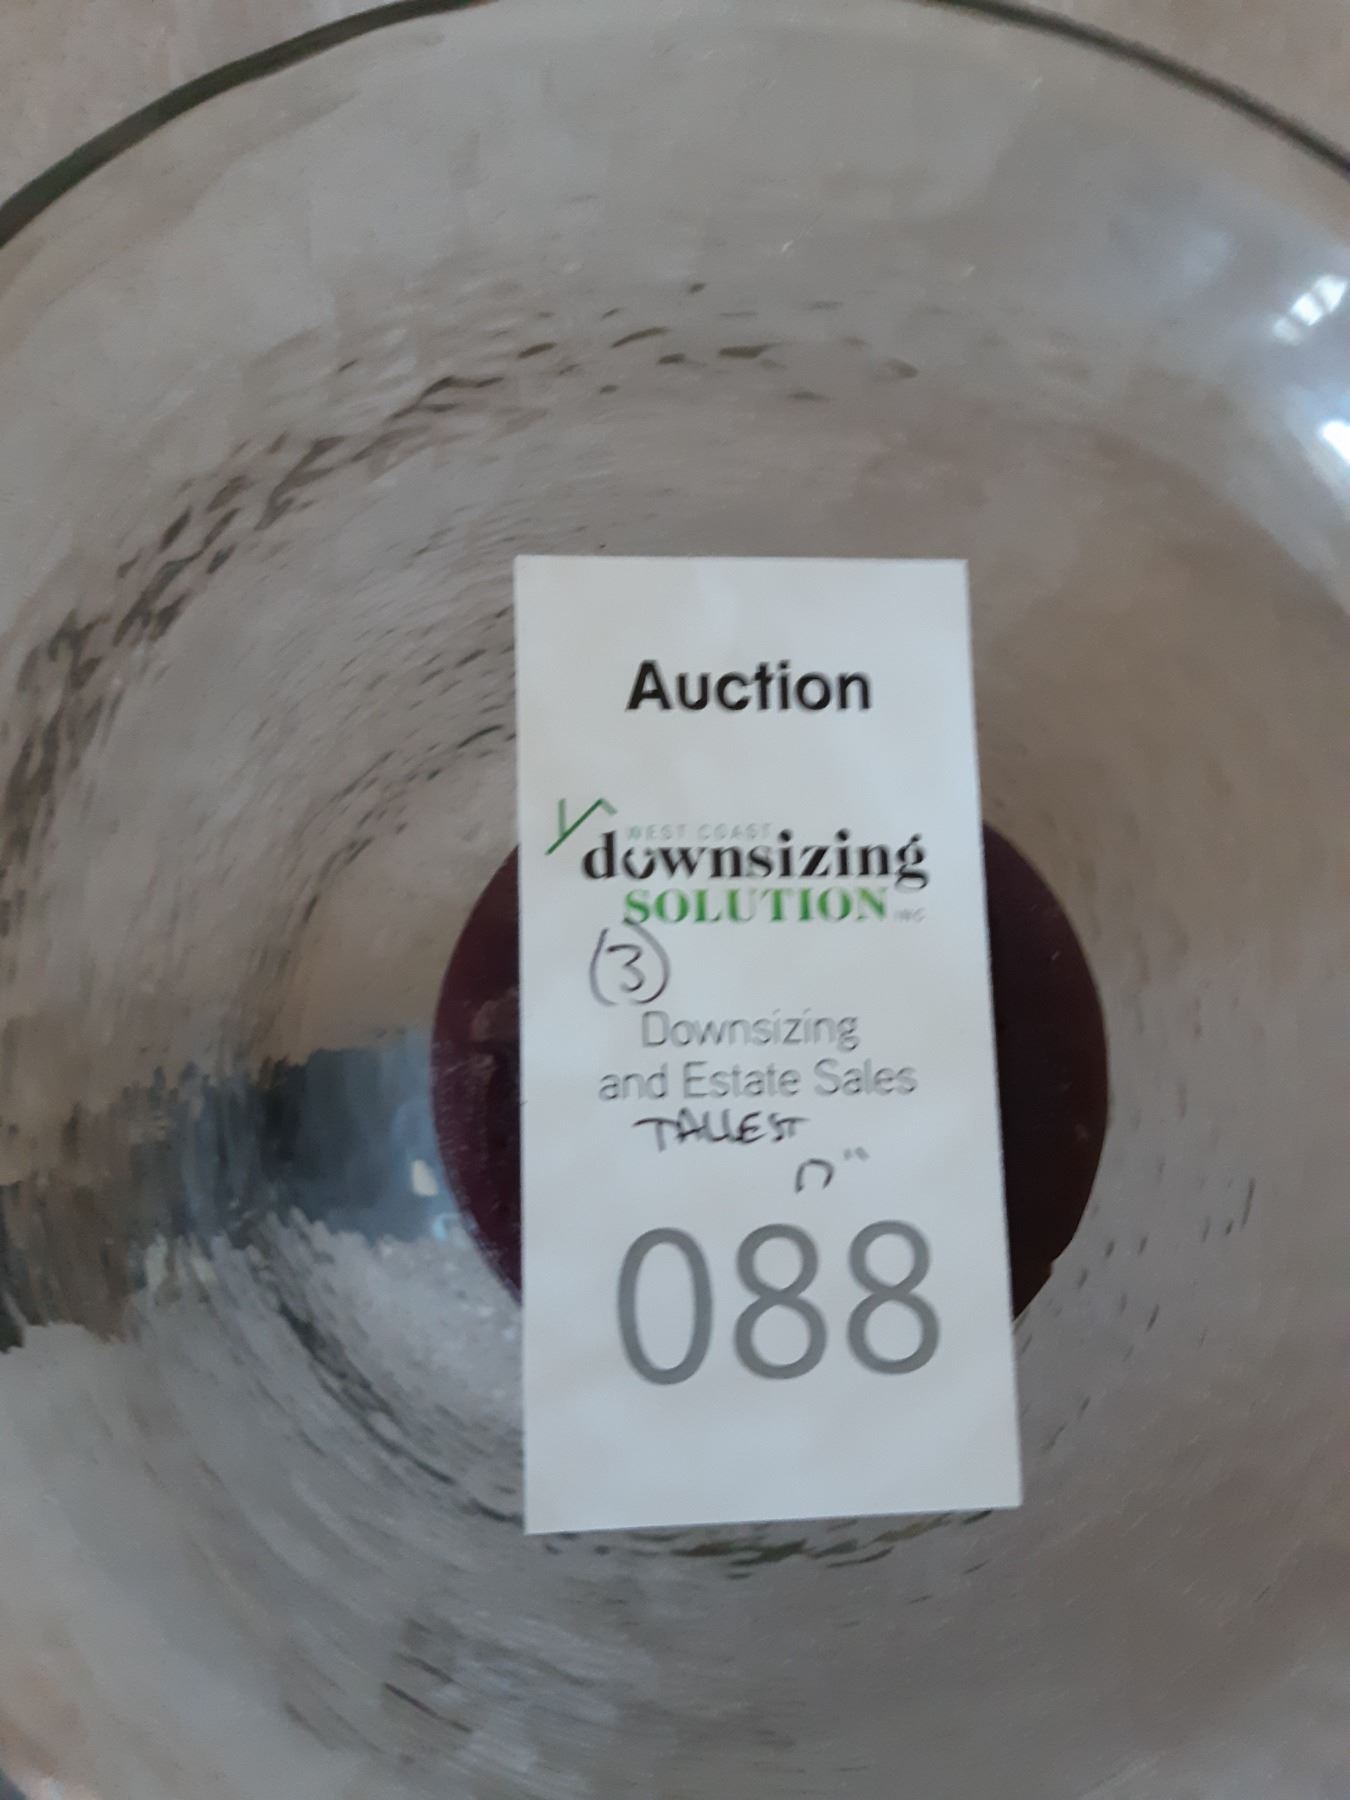 Auction
WEST COAST
downsizing
SOLUTION INC
(3)
Downsizing
and Estate Sales
TALLEST
088